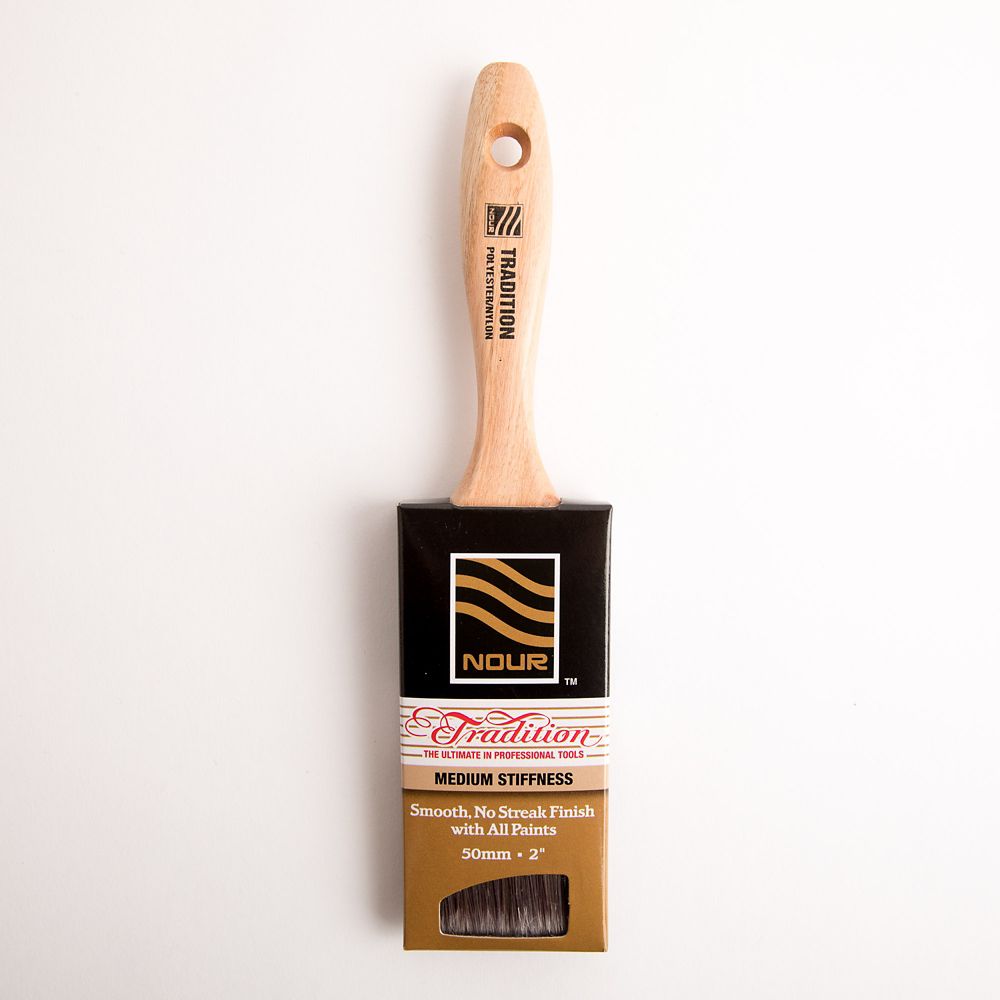 NOUR
TRADITION
POLYESTER/NYLON
NOUR
TM
Tradition
THE ULTIMATE IN PROFESSIONAL TOOLS
MEDIUM STIFFNESS
Smooth, No Streak Finish
with All Paints
50mm ▪ 2"